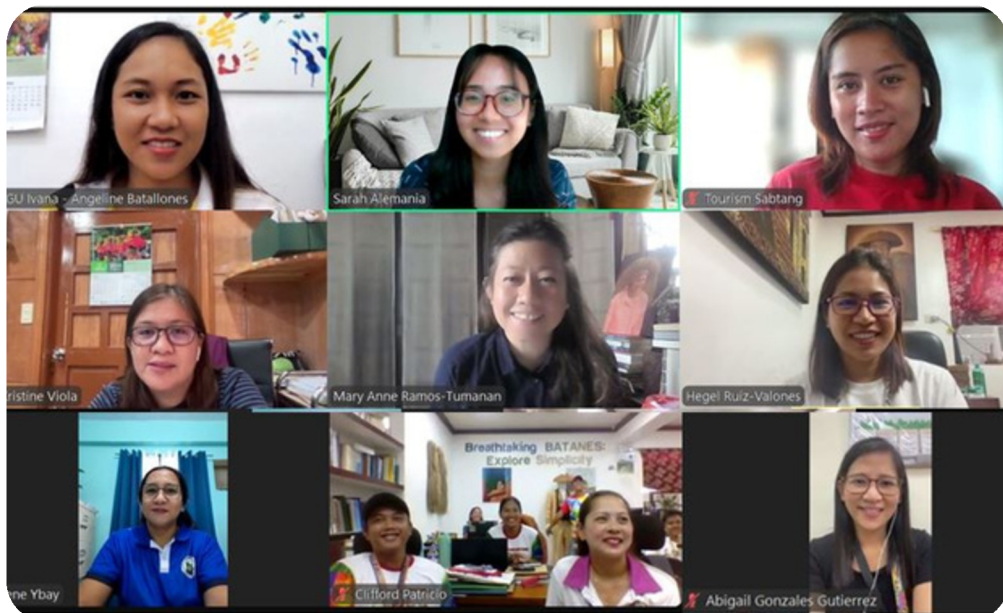 GU Ivana - Angeline Batallones
Sarah Alemania
Tourism Sabtang
ristine Viola
Mary Anne Ramos-Tumanan
Hegel Ruiz-Valones
ene Ybay
Breathtaking BATANES:
Explore Simplicity
Clifford Patricio
Abigail Gonzales Gutierrez